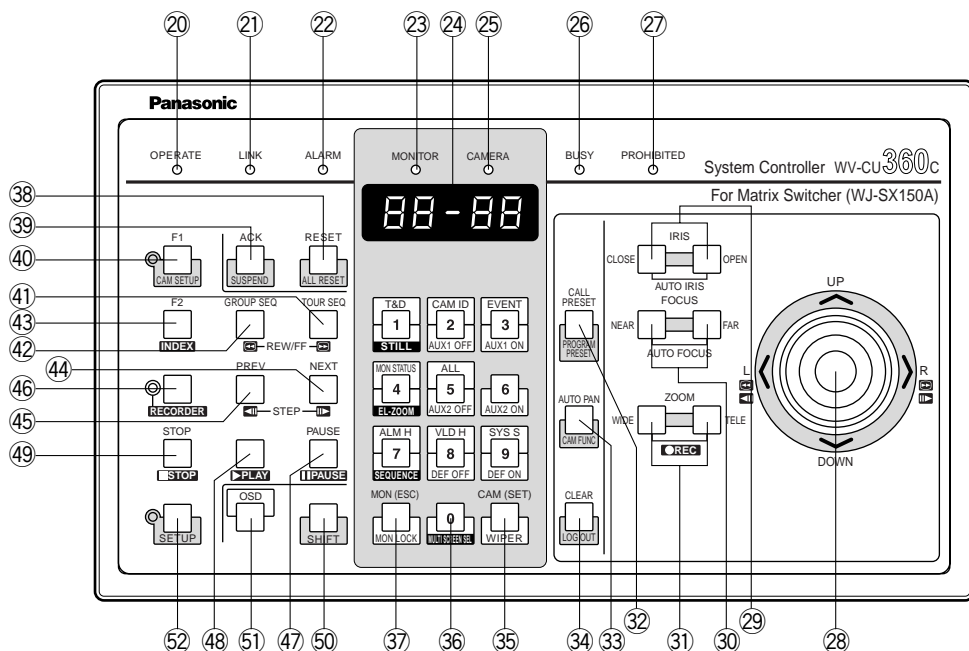 20 21 22 23 24 25 26 27
Panasonic
OPERATE LINK ALARM MONITOR CAMERA BUSY PROHIBITED
System Controller WV-CU360C
For Matrix Switcher (WJ-SX150A)
88-88
38
39
40
41
43
42
44
46
45
49
F1 ACK RESET
CAM SETUP SUSPEND ALL RESET
F2 GROUP SEQ TOUR SEQ
INDEX REW/FF
PREV NEXT
RECORDER STEP
STOP PAUSE
STOP PLAY PAUSE
OSD
SETUP SHIFT
T&D CAM ID EVENT
1 2 3
STILL AUX1 OFF AUX1 ON
MON STATUS ALL
4 5 6
EL-ZOOM AUX2 OFF AUX2 ON
ALM H VLD H SYS S
7 8 9
SEQUENCE DEF OFF DEF ON
MON (ESC) CAM (SET)
0
MON LOCK MULTI SCREEN SEL WIPER
CALL
PRESET
PROGRAM
PRESET
AUTO PAN
CAM FUNC
CLEAR
LOG OUT
IRIS
CLOSE OPEN
AUTO IRIS
FOCUS
NEAR FAR
AUTO FOCUS
ZOOM
WIDE TELE
REC
UP
L R
DOWN
52 48 51 47 50 37 36 35 34 33 32 31 30 29 28